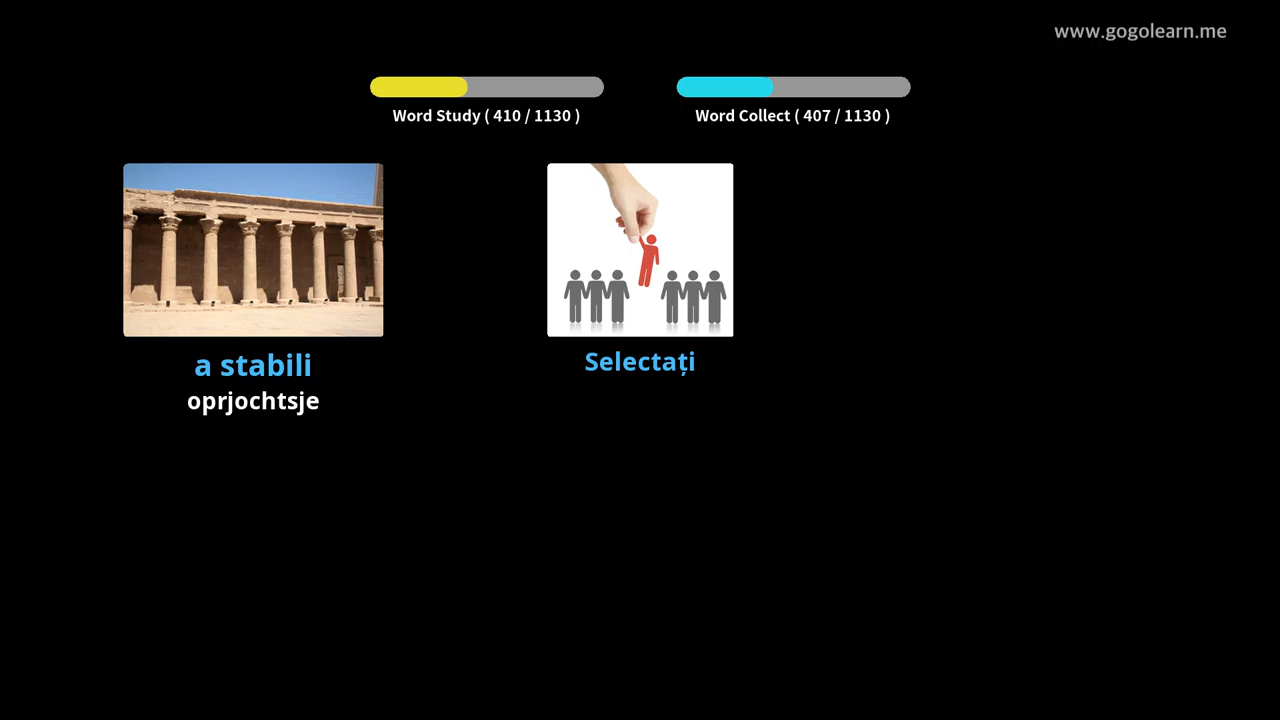 www.gogolearn.me
Word Study ( 410 / 1130 )
Word Collect ( 407 / 1130 )
a stabili
oprjochtsje
Selectați